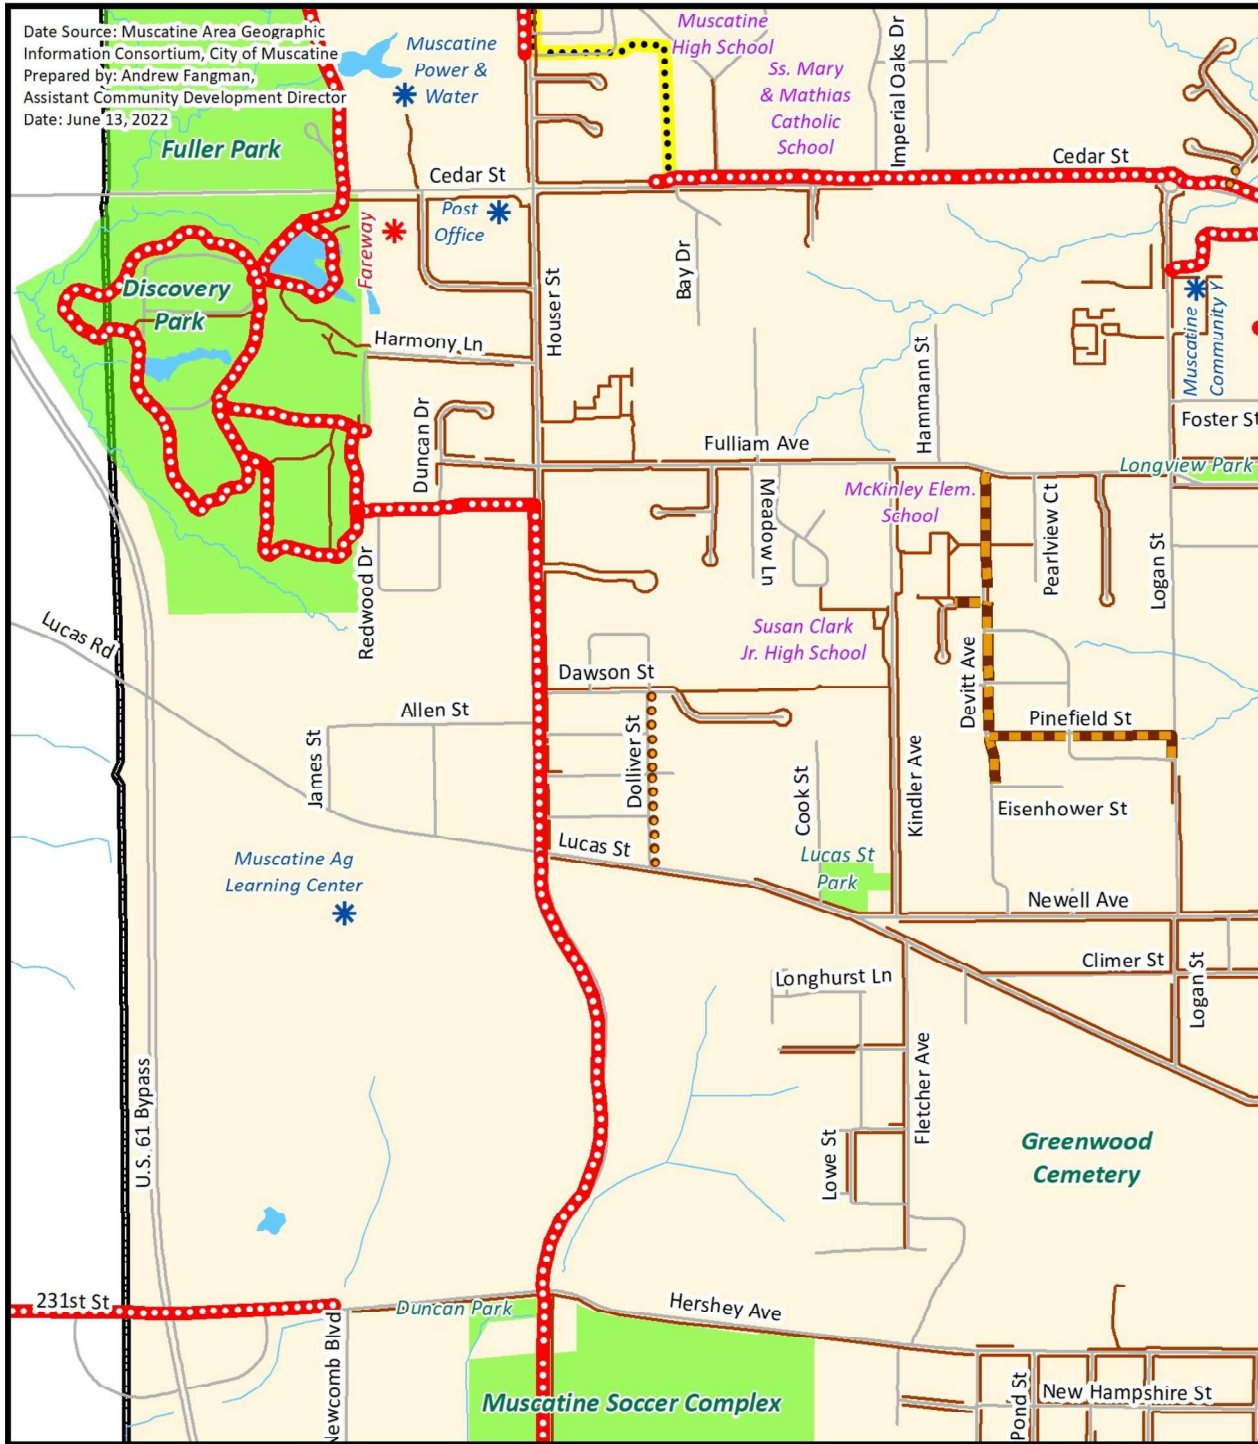 Date Source: Muscatine Area Geographic
Information Consortium, City of Muscatine
Prepared by: Andrew Fangman,
Assistant Community Development Director
Date: June 13, 2022
Muscatine
Power &
Water
Muscatine
High School
Ss. Mary
& Mathias
Catholic
School
Imperial Oaks Dr
Fuller Park
Cedar St
Cedar St
Post
Office
Fareway
Discovery
Park
Houser St
Bay Dr
Muscatine
Community Y
Harmony Ln
Hammann St
Duncan Dr
Foster St
Fulliam Ave
Longview Park
McKinley Elem.
School
Meadow Ln
Pearlview Ct
Logan St
Redwood Dr
Lucas Rd
Susan Clark
Jr. High School
Dawson St
Devitt Ave
Allen St
Pinefield St
James St
Dolliver St
Cook St
Kindler Ave
Eisenhower St
Lucas St
Lucas St
Park
Muscatine Ag
Learning Center
Newell Ave
Climer St
Longhurst Ln
Logan St
U.S. 61 Bypass
Fletcher Ave
Lowe St
Greenwood
Cemetery
231st St
Duncan Park
Hershey Ave
Newcomb Blvd
Muscatine Soccer Complex
Pond St
New Hampshire St